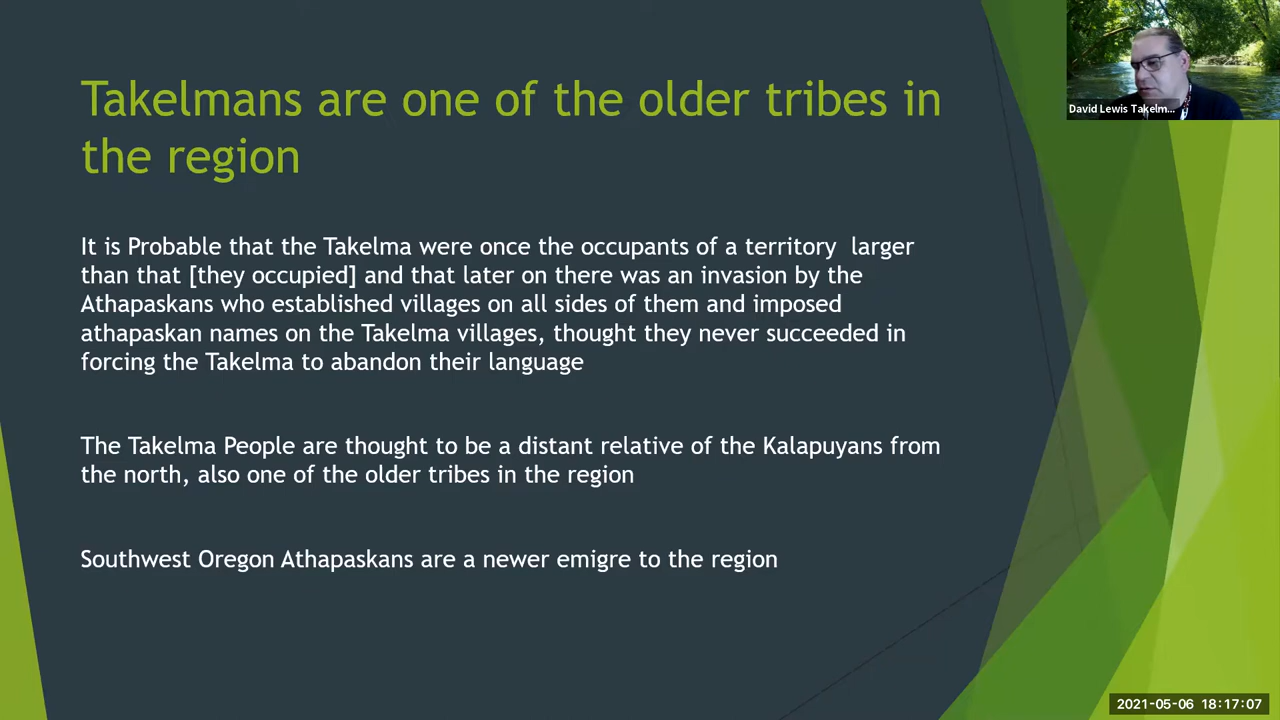 Takelmans are one of the older tribes in
the region
David Lewis Takelm...
It is Probable that the Takelma were once the occupants of a territory  larger
than that [they occupied] and that later on there was an invasion by the
Athapaskans who established villages on all sides of them and imposed
athapaskan names on the Takelma villages, thought they never succeeded in
forcing the Takelma to abandon their language
The Takelma People are thought to be a distant relative of the Kalapuyans from
the north, also one of the older tribes in the region
Southwest Oregon Athapaskans are a newer emigre to the region
2021-05-06 18:17:07